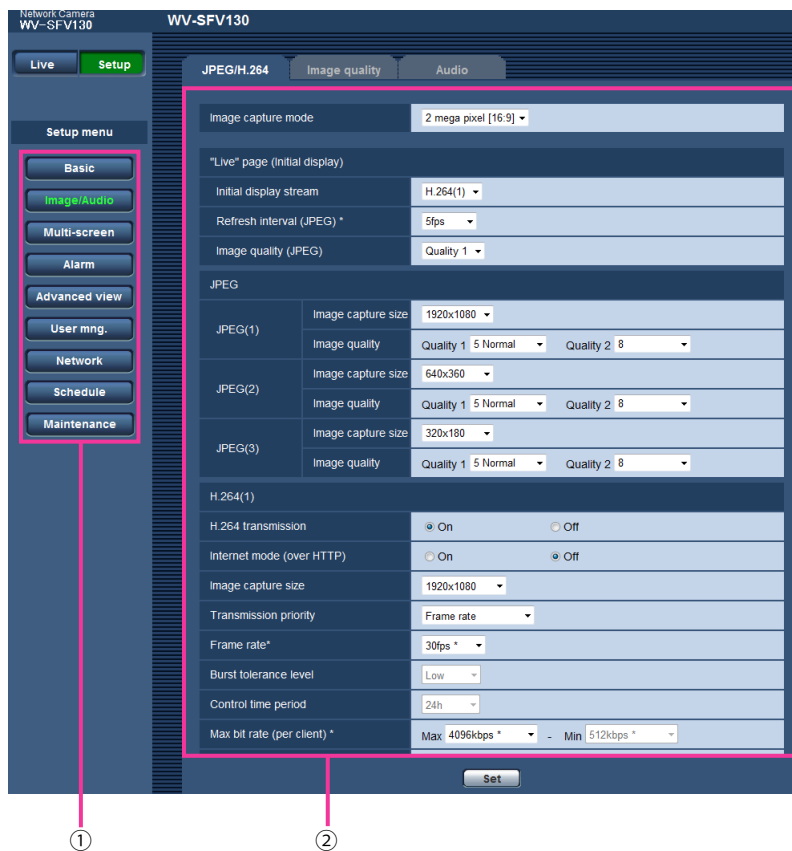 Network Camera
WV-SFV130
WV-SFV130
Live
Setup
Setup menu
Basic
Image/Audio
Multi-screen
Alarm
Advanced view
User mng.
Network
Schedule
Maintenance
JPEG/H.264
Image quality
Audio
Image capture mode 2 mega pixel [16:9]
"Live" page (Initial display)
Initial display stream H.264(1)
Refresh interval (JPEG) * 5fps
Image quality (JPEG) Quality 1
JPEG
JPEG(1)
Image capture size 1920x1080
Image quality Quality 1 5 Normal Quality 2 8
JPEG(2)
Image capture size 640x360
Image quality Quality 1 5 Normal Quality 2 8
JPEG(3)
Image capture size 320x180
Image quality Quality 1 5 Normal Quality 2 8
H.264(1)
H.264 transmission On Off
Internet mode (over HTTP) On Off
Image capture size 1920x1080
Transmission priority Frame rate
Frame rate* 30fps *
Burst tolerance level Low
Control time period 24h
Max bit rate (per client) * Max 4096kbps * - Min 512kbps *
Set
① ②